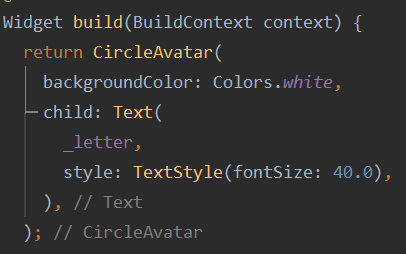 Widget build(BuildContext context) {
  return CircleAvatar(
    backgroundColor: Colors.white,
    child: Text(
      _letter,
      style: TextStyle(fontSize: 40.0),
    ), // Text
  ); // CircleAvatar